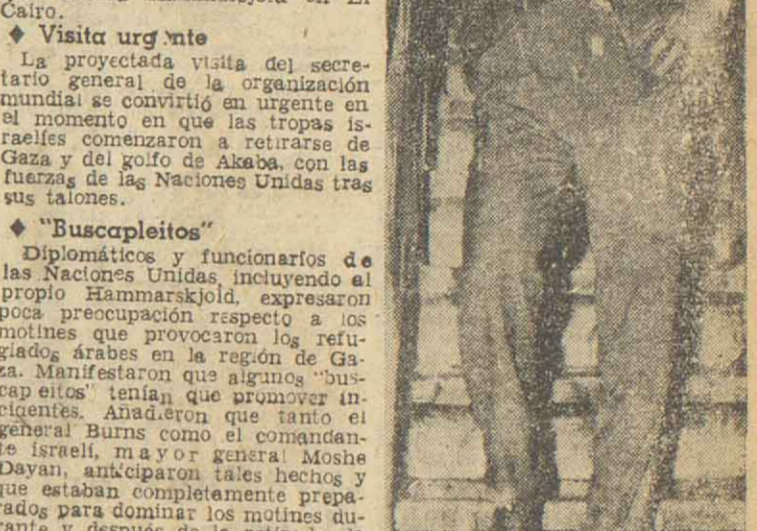 Cairo.
♦ Visita urg nte
La proyectada visita del secre-
tario general de la organización
mundial se convirtió en urgente en
el momento en que las tropas is-
raelíes comenzaron a retirarse de
Gaza y del golfo de Akaba, con las
fuerzas de las Naciones Unidas tras
sus talones.
♦ "Buscapleitos"
Diplomáticos y funcionarios de
las Naciones Unidas, incluyendo al
propio Hammarskjold, expresaron
poca preocupación respecto a los
motines que provocaron los refu-
giados árabes en la región de Ga-
za. Manifestaron que algunos "bus-
cap eitos" tenían que promover in-
cidentes. Añadieron que tanto el
general Burns como el comandan-
te israelí, mayor general Moshe
Dayan, anticiparon tales hechos y
que estaban completamente prepa-
rados para dominar los motines du-
rante y después de la